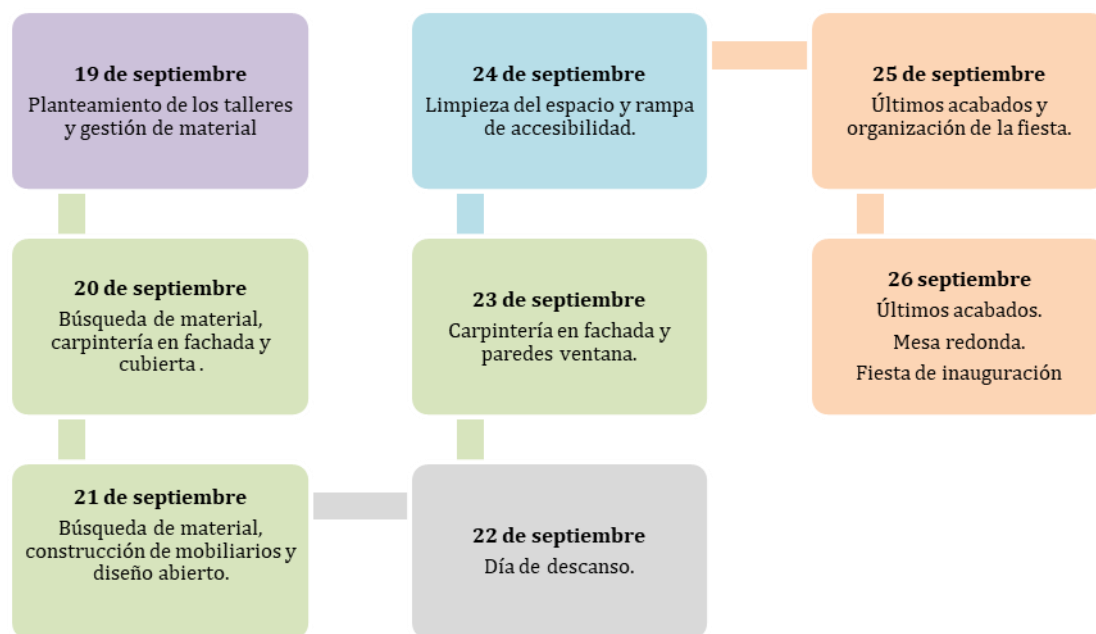 19 de septiembre
Planteamiento de los talleres
y gestión de material
20 de septiembre
Búsqueda de material,
carpintería en fachada y
cubierta .
21 de septiembre
Búsqueda de material,
construcción de mobiliarios y
diseño abierto.
22 de septiembre
Día de descanso.
23 de septiembre
Carpintería en fachada y
paredes ventana.
24 de septiembre
Limpieza del espacio y rampa
de accesibilidad.
25 de septiembre
Últimos acabados y
organización de la fiesta.
26 septiembre
Últimos acabados.
Mesa redonda.
Fiesta de inauguración